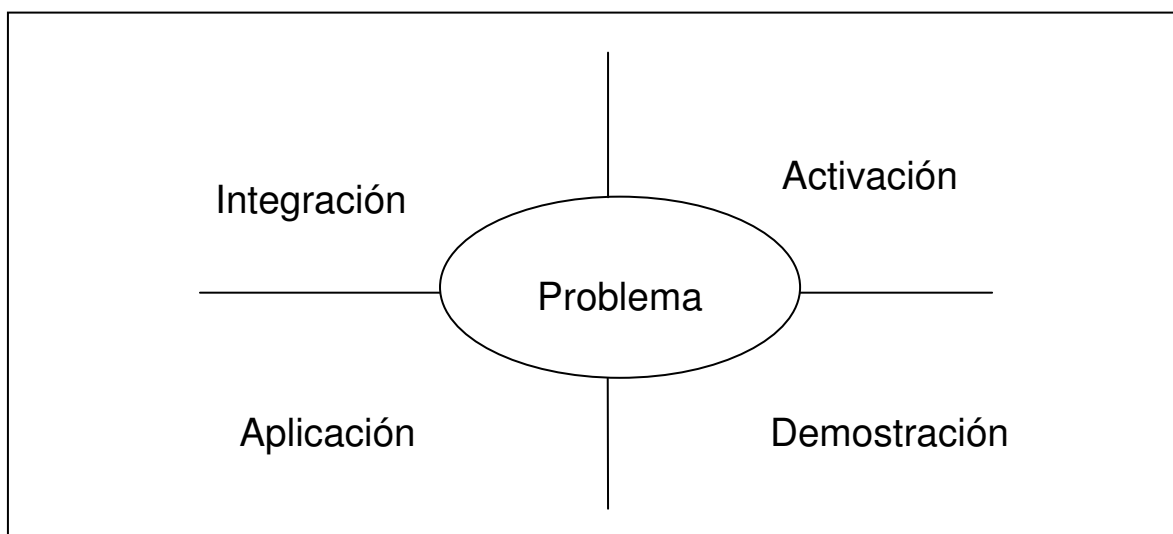 Activación
Integración
Problema
Aplicación
Demostración